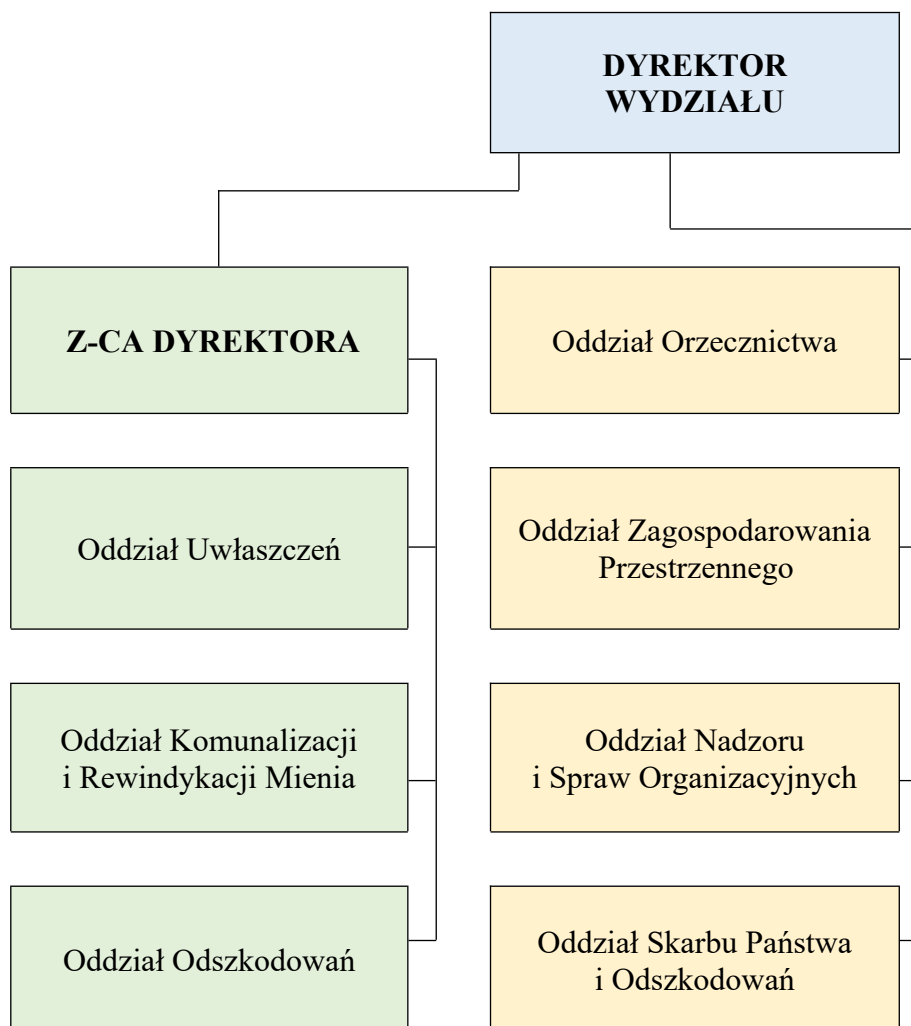 DYREKTOR
WYDZIAŁU
Z-CA DYREKTORA
Oddział Orzecznictwa
Oddział Uwłaszczeń
Oddział Zagospodarowania
Przestrzennego
Oddział Komunalizacji
i Rewindykacji Mienia
Oddział Nadzoru
i Spraw Organizacyjnych
Oddział Odszkodowań
Oddział Skarbu Państwa
i Odszkodowań